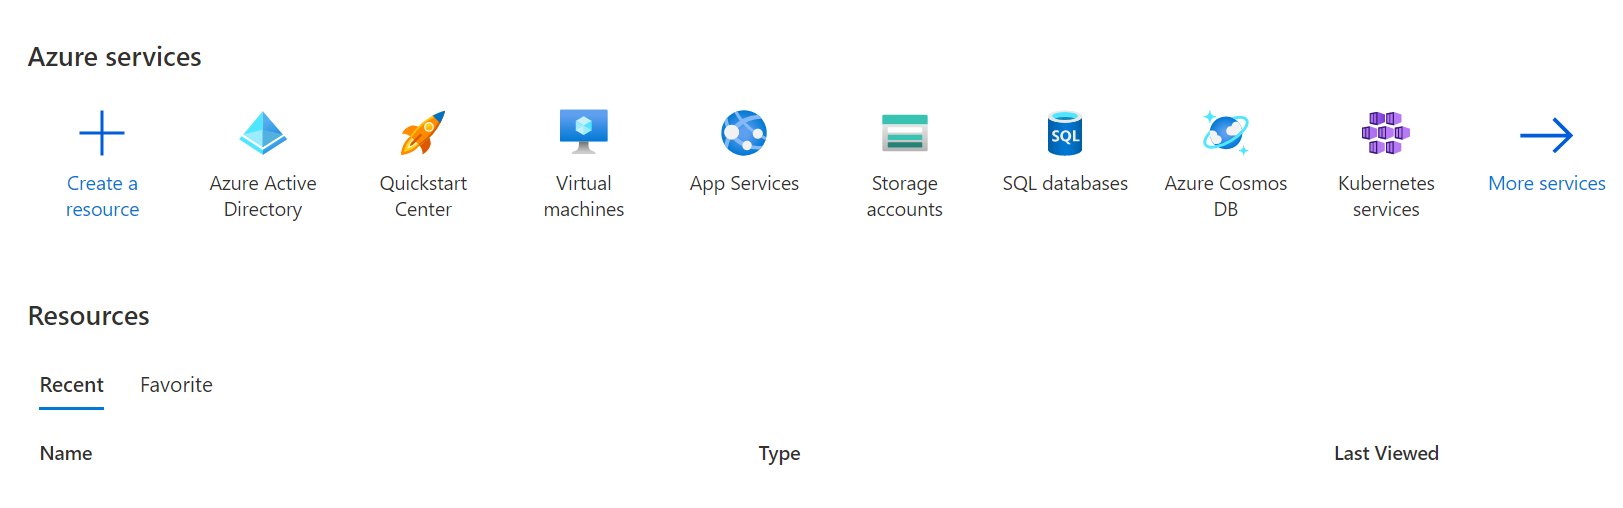 Azure services
Create a
resource
Azure Active
Directory
Quickstart
Center
Virtual
machines
App Services
Storage
accounts
SQL
SQL databases
Azure Cosmos
DB
Kubernetes
services
More services
Resources
Recent
Favorite
Name
Type
Last Viewed